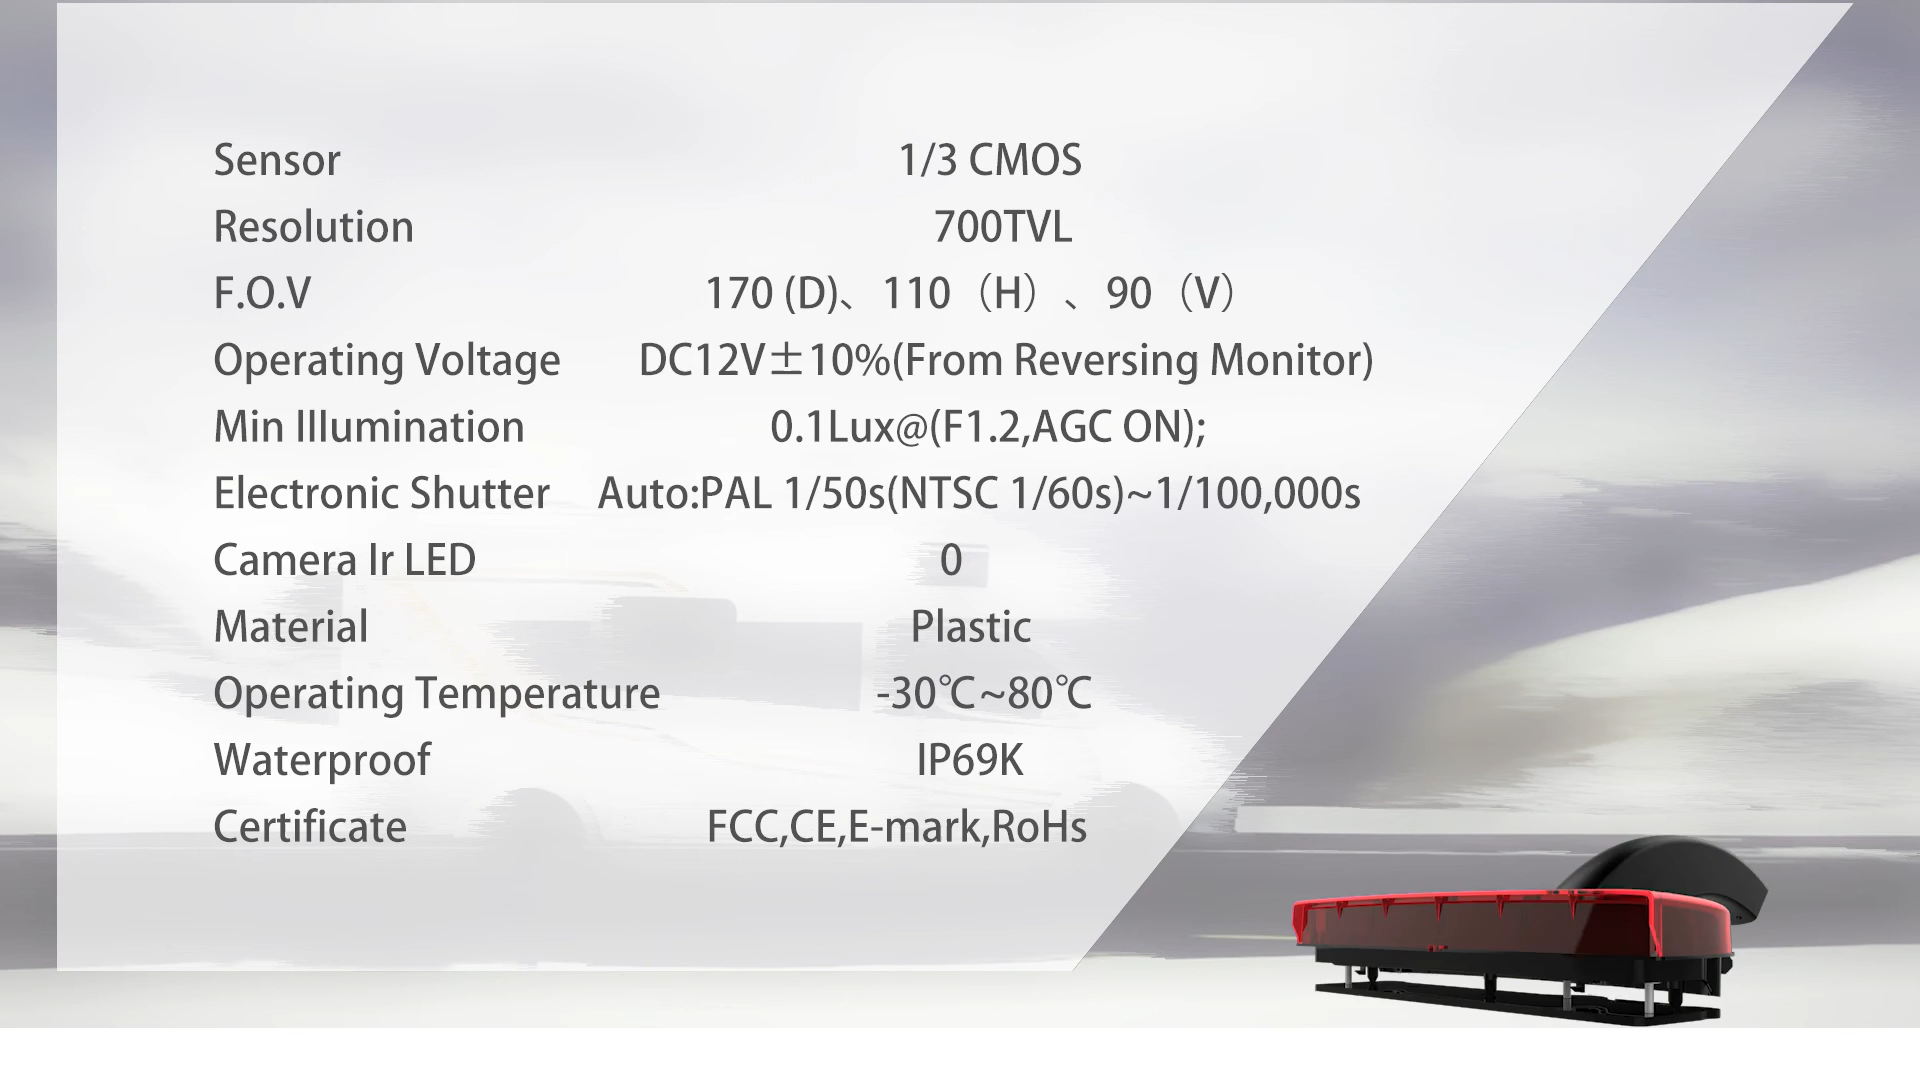 Sensor 1/3 CMOS
Resolution 700TVL
F.O.V 170 (D)、110（H）、90（V）
Operating Voltage DC12V±10%(From Reversing Monitor)
Min Illumination 0.1Lux@(F1.2,AGC ON);
Electronic Shutter Auto:PAL 1/50s(NTSC 1/60s)~1/100,000s
Camera Ir LED 0
Material Plastic
Operating Temperature -30℃~80℃
Waterproof IP69K
Certificate FCC,CE,E-mark,RoHs